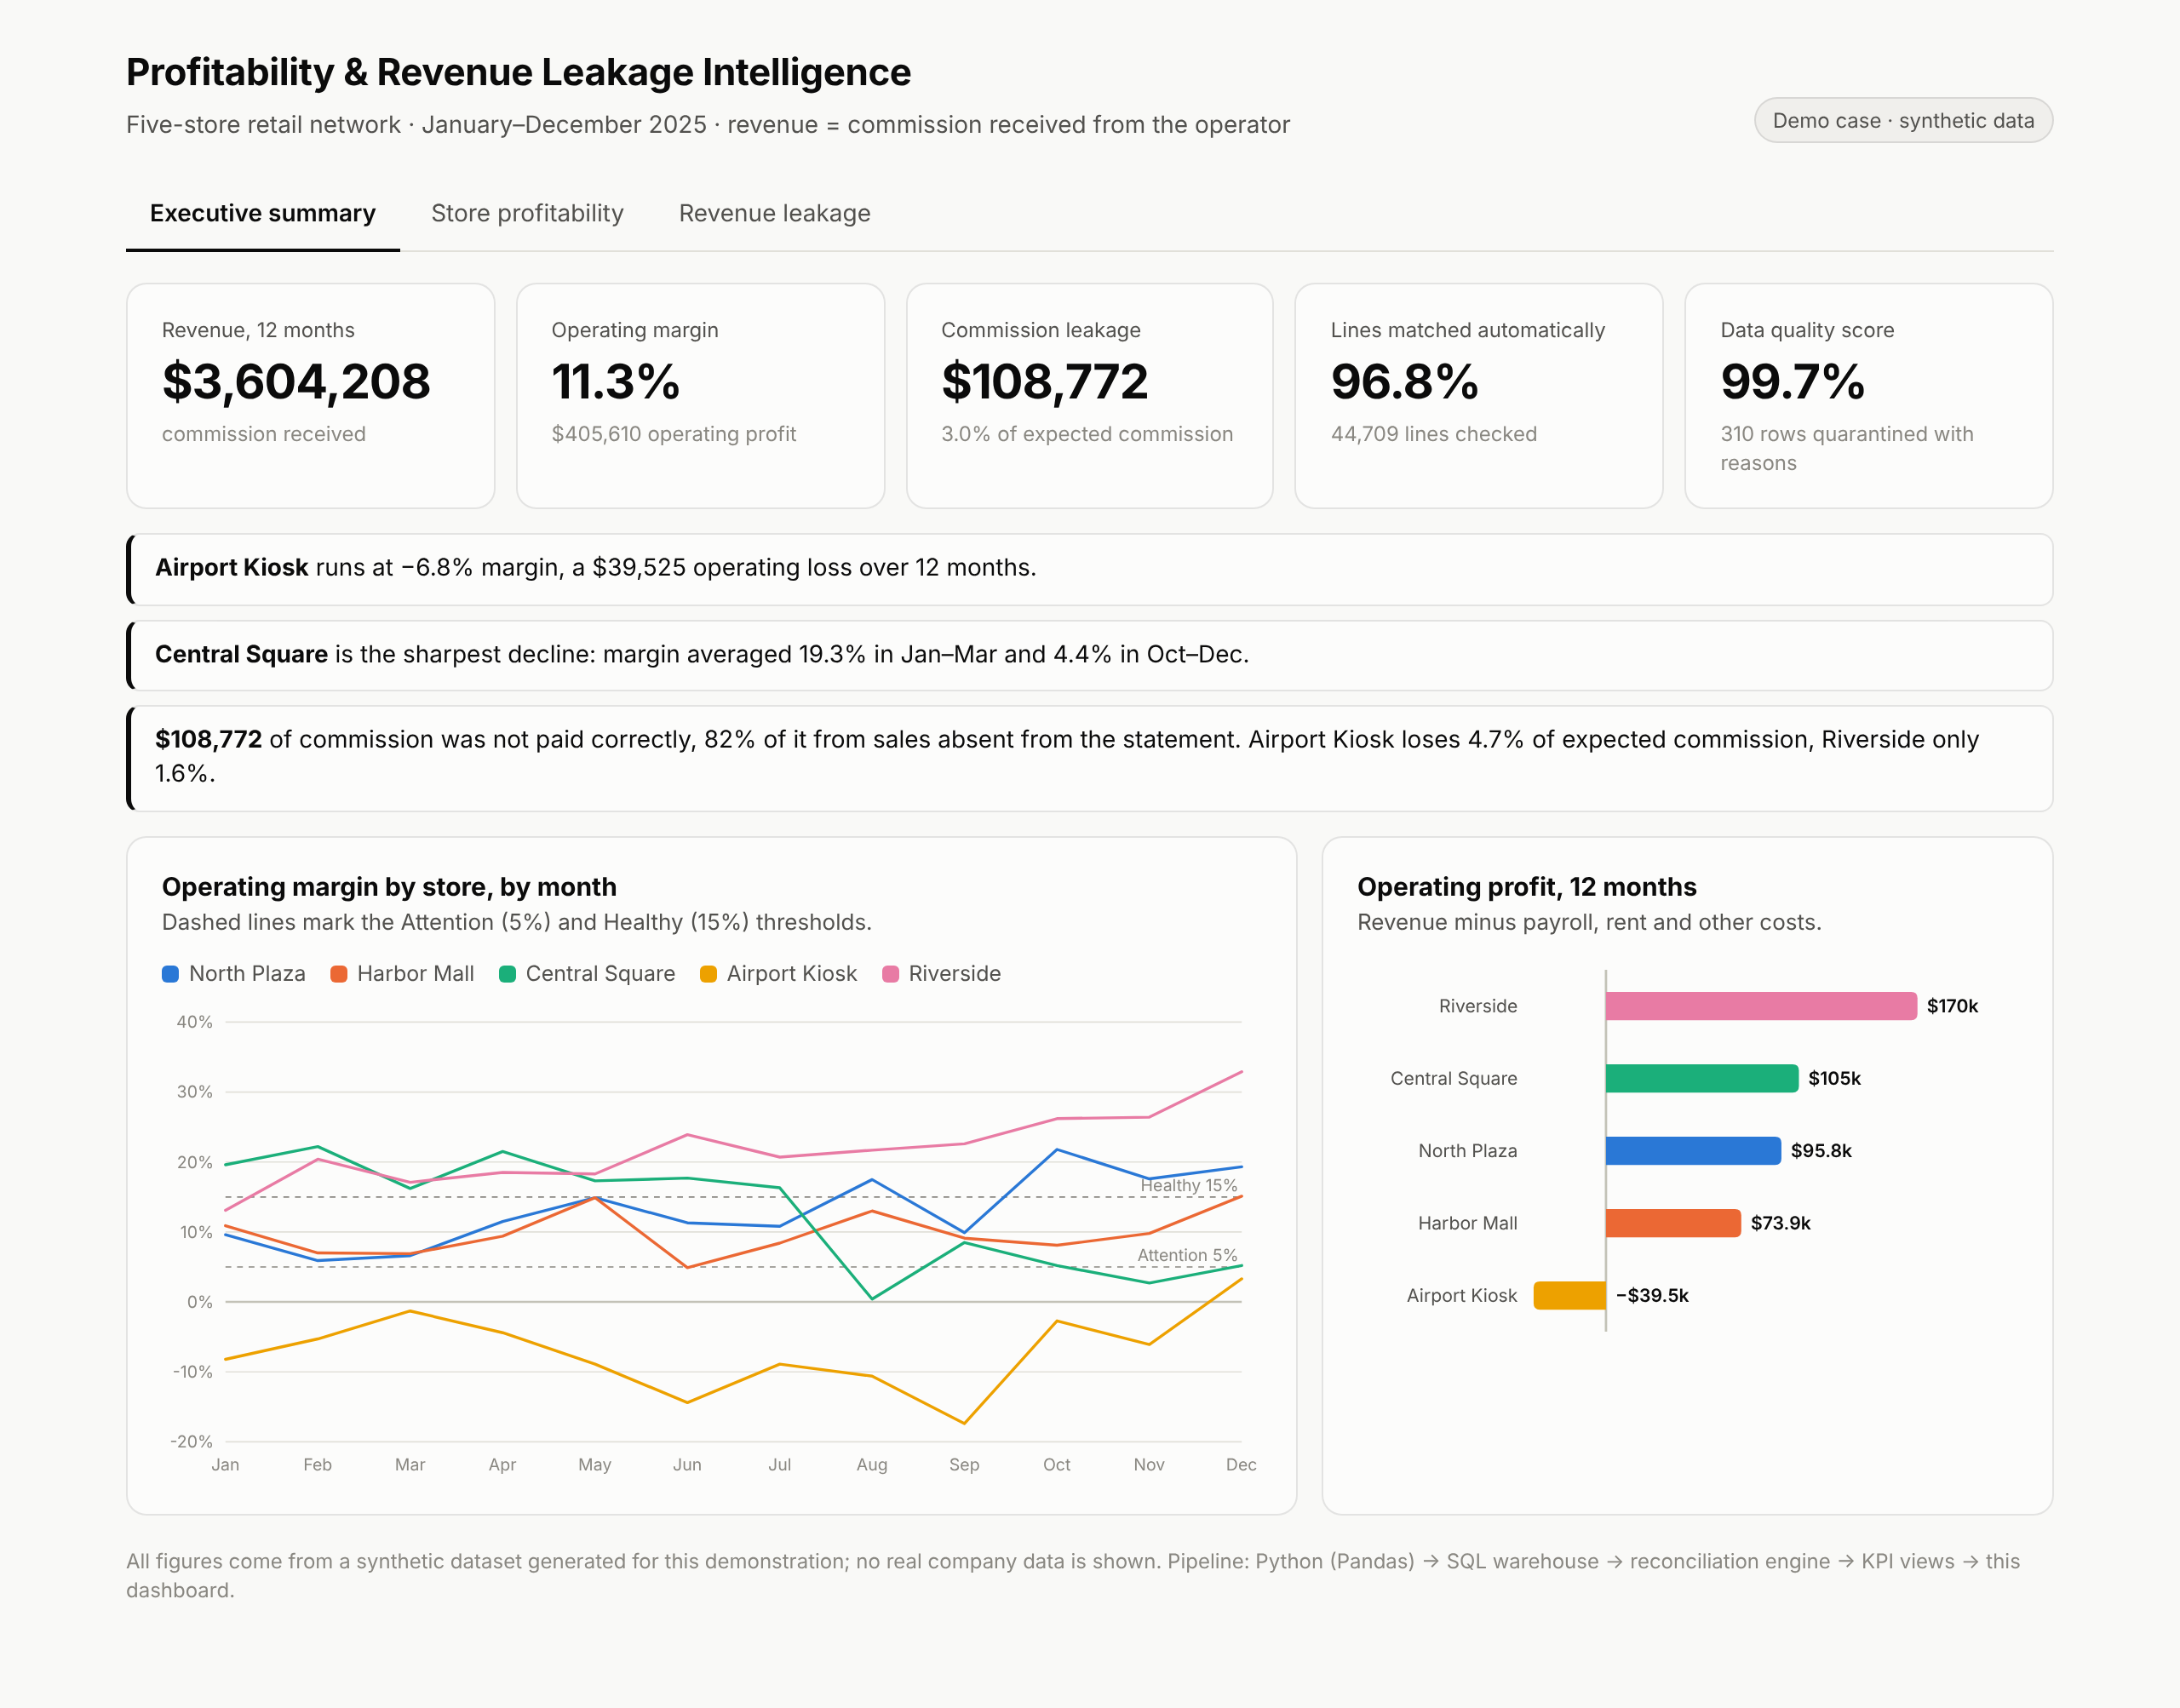 Profitability & Revenue Leakage Intelligence
Five-store retail network · January–December 2025 · revenue = commission received from the operator
Demo case · synthetic data
Executive summary
Store profitability
Revenue leakage
Revenue, 12 months
$3,604,208
commission received
Operating margin
11.3%
$405,610 operating profit
Commission leakage
$108,772
3.0% of expected commission
Lines matched automatically
96.8%
44,709 lines checked
Data quality score
99.7%
310 rows quarantined with
reasons
Airport Kiosk runs at −6.8% margin, a $39,525 operating loss over 12 months.
Central Square is the sharpest decline: margin averaged 19.3% in Jan–Mar and 4.4% in Oct–Dec.
$108,772 of commission was not paid correctly, 82% of it from sales absent from the statement. Airport Kiosk loses 4.7% of expected commission, Riverside only
1.6%.
Operating margin by store, by month
Dashed lines mark the Attention (5%) and Healthy (15%) thresholds.
North Plaza
Harbor Mall
Central Square
Airport Kiosk
Riverside
40%
30%
20%
Healthy 15%
10%
Attention 5%
0%
-10%
-20%
Jan
Feb
Mar
Apr
May
Jun
Jul
Aug
Sep
Oct
Nov
Dec
Operating profit, 12 months
Revenue minus payroll, rent and other costs.
Riverside
$170k
Central Square
$105k
North Plaza
$95.8k
Harbor Mall
$73.9k
Airport Kiosk
−$39.5k
All figures come from a synthetic dataset generated for this demonstration; no real company data is shown. Pipeline: Python (Pandas) → SQL warehouse → reconciliation engine → KPI views → this
dashboard.